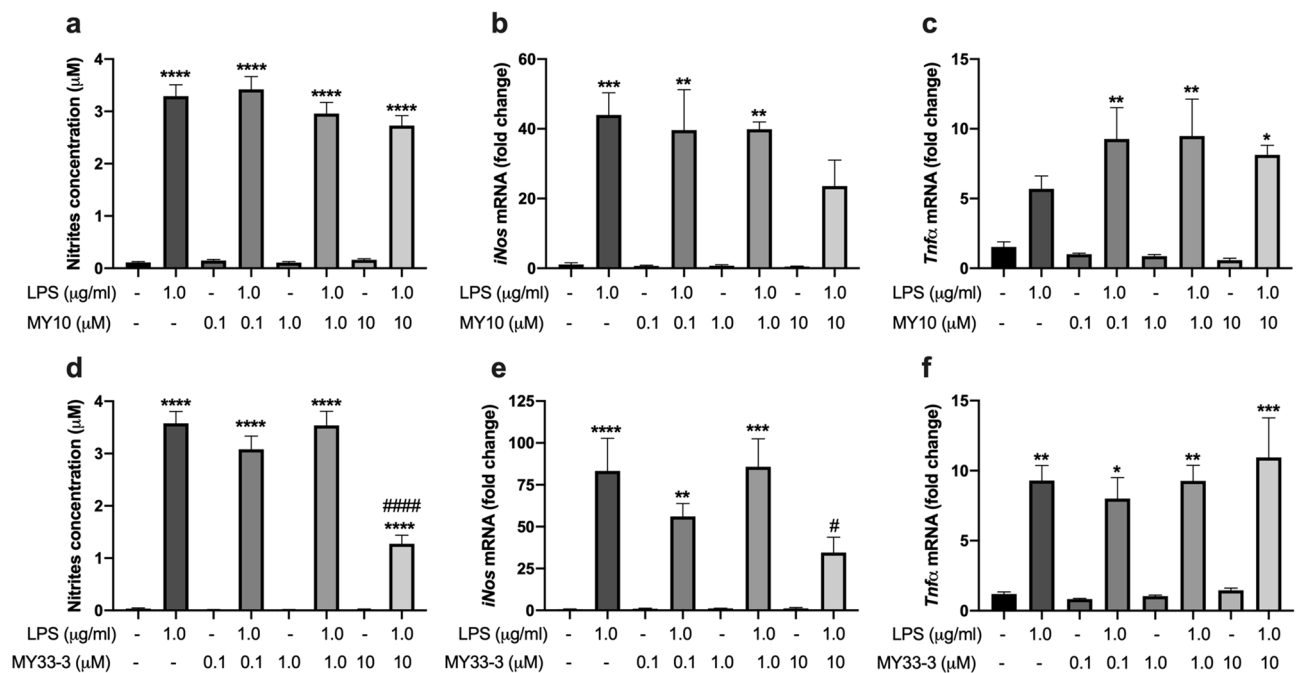 a
Nitrites concentration (μM)
4
3
2
1
0
**** **** **** ****
LPS (μg/ml) - 1.0 - 1.0 - 1.0 - 1.0
MY10 (μM) - - 0.1 0.1 1.0 1.0 10 10
b
iNos mRNA (fold change)
60
40
20
0
*** ** **
LPS (μg/ml) - 1.0 - 1.0 - 1.0 - 1.0
MY10 (μM) - - 0.1 0.1 1.0 1.0 10 10
c
Tnfα mRNA (fold change)
15
10
5
0
** ** *
LPS (μg/ml) - 1.0 - 1.0 - 1.0 - 1.0
MY10 (μM) - - 0.1 0.1 1.0 1.0 10 10
d
Nitrites concentration (μM)
4
3
2
1
0
**** **** ****
####
****
LPS (μg/ml) - 1.0 - 1.0 - 1.0 - 1.0
MY33-3 (μM) - - 0.1 0.1 1.0 1.0 10 10
e
iNos mRNA (fold change)
125
100
75
50
25
0
**** ** *** #
LPS (μg/ml) - 1.0 - 1.0 - 1.0 - 1.0
MY33-3 (μM) - - 0.1 0.1 1.0 1.0 10 10
f
Tnfα mRNA (fold change)
15
10
5
0
** * ** ***
LPS (μg/ml) - 1.0 - 1.0 - 1.0 - 1.0
MY33-3 (μM) - - 0.1 0.1 1.0 1.0 10 10